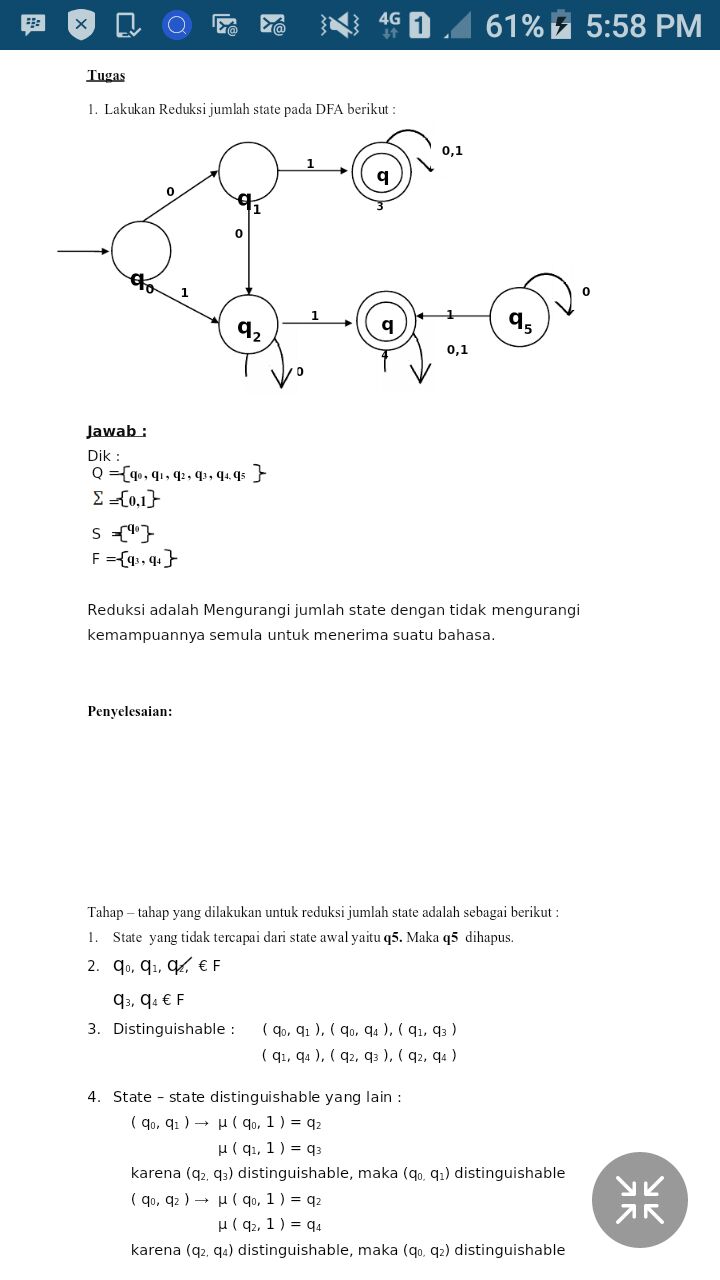 4G 1 61% 5:58 PM
Tugas
1. Lakukan Reduksi jumlah state pada DFA berikut :
1
q
3
0,1
0
q1
0
q0
1
q2
1
q
4
1
q5
0
0,1
0
Jawab :
Dik :
Q ={q0, q1, q2, q3, q4, q5 }
Σ ={0,1}
S ={q0}
F ={q3, q4}
Reduksi adalah Mengurangi jumlah state dengan tidak mengurangi
kemampuannya semula untuk menerima suatu bahasa.
Penyelesaian:
Tahap – tahap yang dilakukan untuk reduksi jumlah state adalah sebagai berikut :
1. State yang tidak tercapai dari state awal yaitu q5. Maka q5 dihapus.
2. q0, q1, q2, € F
q3, q4 € F
3. Distinguishable : ( q0, q1 ), ( q0, q4 ), ( q1, q3 )
( q1, q4 ), ( q2, q3 ), ( q2, q4 )
4. State – state distinguishable yang lain :
( q0, q1 ) → μ ( q0, 1 ) = q2
μ ( q1, 1 ) = q3
karena (q2, q3) distinguishable, maka (q0, q1) distinguishable
( q0, q2 ) → μ ( q0, 1 ) = q2
μ ( q2, 1 ) = q4
karena (q2, q4) distinguishable, maka (q0, q2) distinguishable